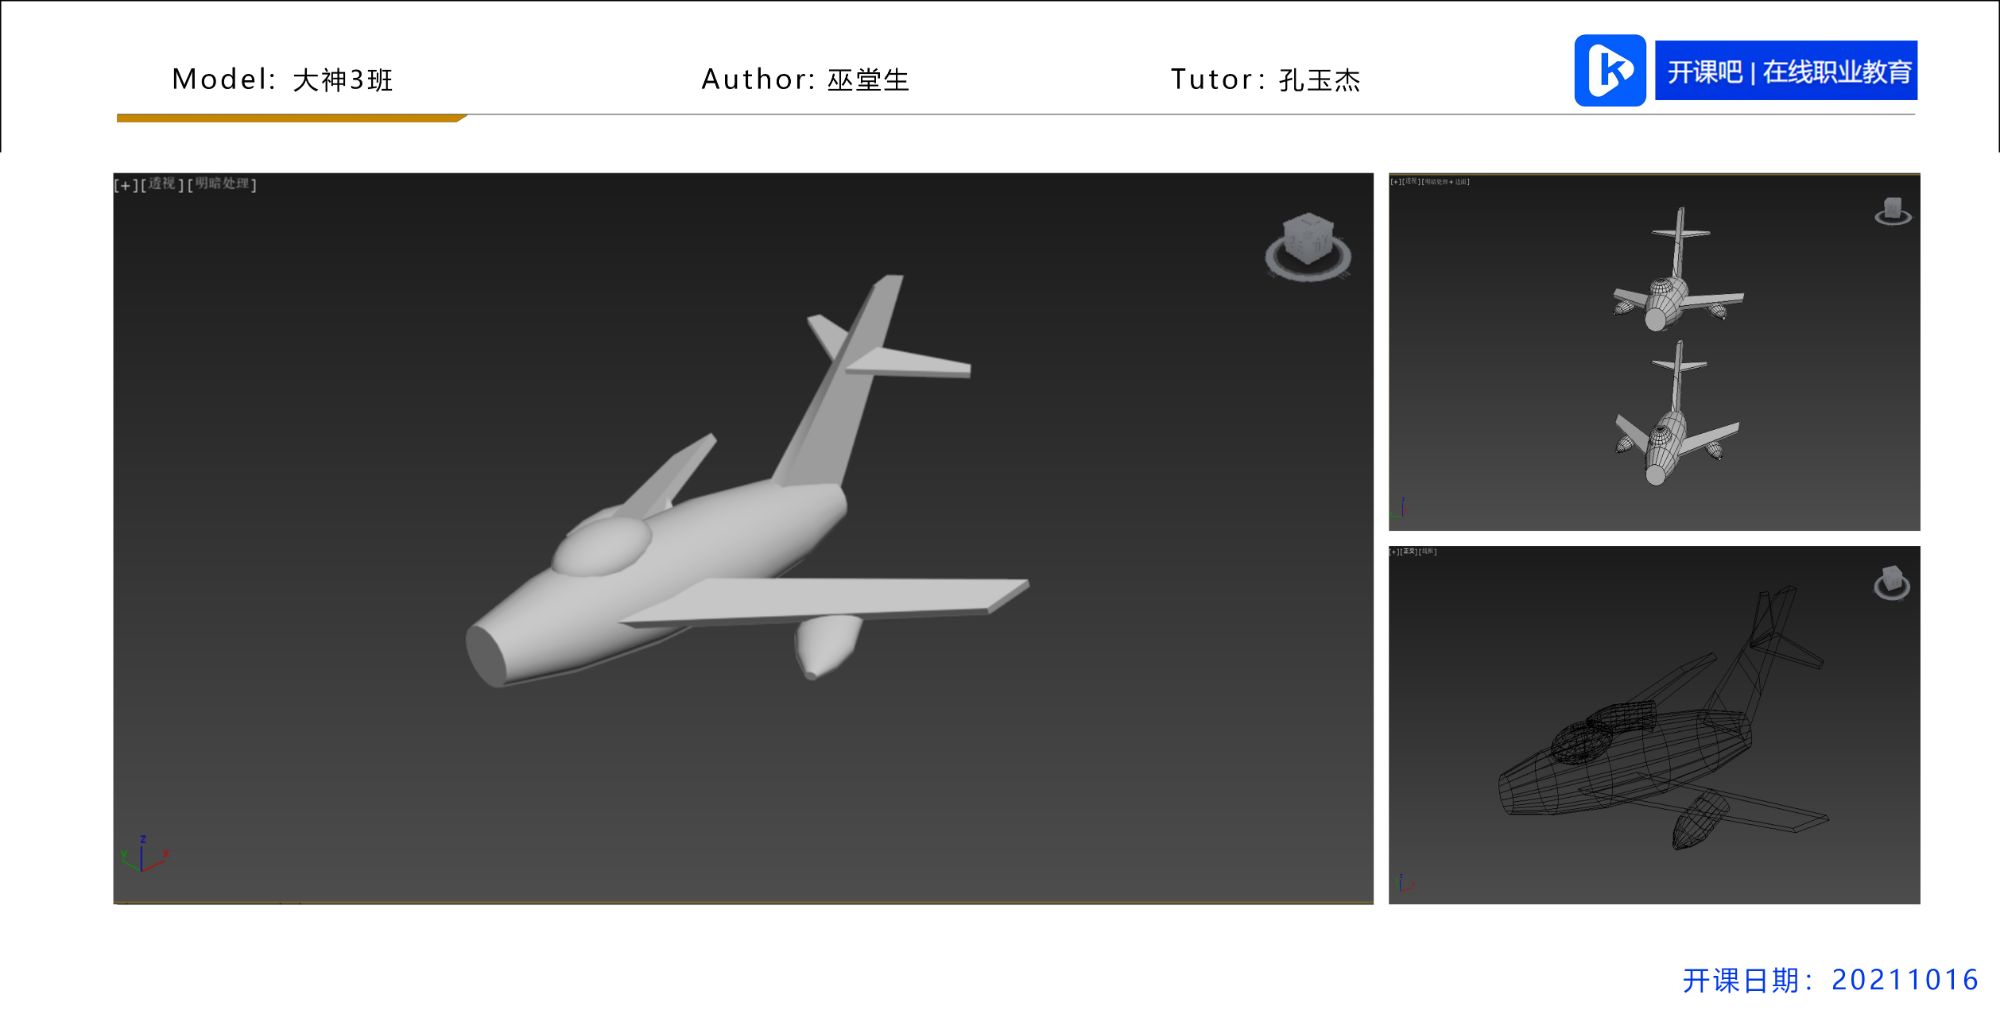 Model: 大神3班
Author: 巫堂生
Tutor: 孔玉杰
开课吧 | 在线职业教育
[+][透视][明暗处理]
[+][透视][明暗处理+边面]
[+][正交][线框]
z
y
x
开课日期: 20211016